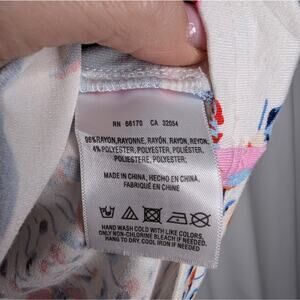 RN 66170 CA 32054
96% RAYON, RAYONNE, RAYÓN, RAYON, REYON;
4% POLYESTER, POLYESTER, POLIÉSTER,
POLIESTERE, POLYESTER;
MADE IN CHINA, HECHO EN CHINA,
FABRIQUÉ EN CHINE
HAND WASH COLD WITH LIKE COLORS,
ONLY NON-CHLORINE BLEACH IF NEEDED.
HANG TO DRY, COOL IRON IF NEEDED.